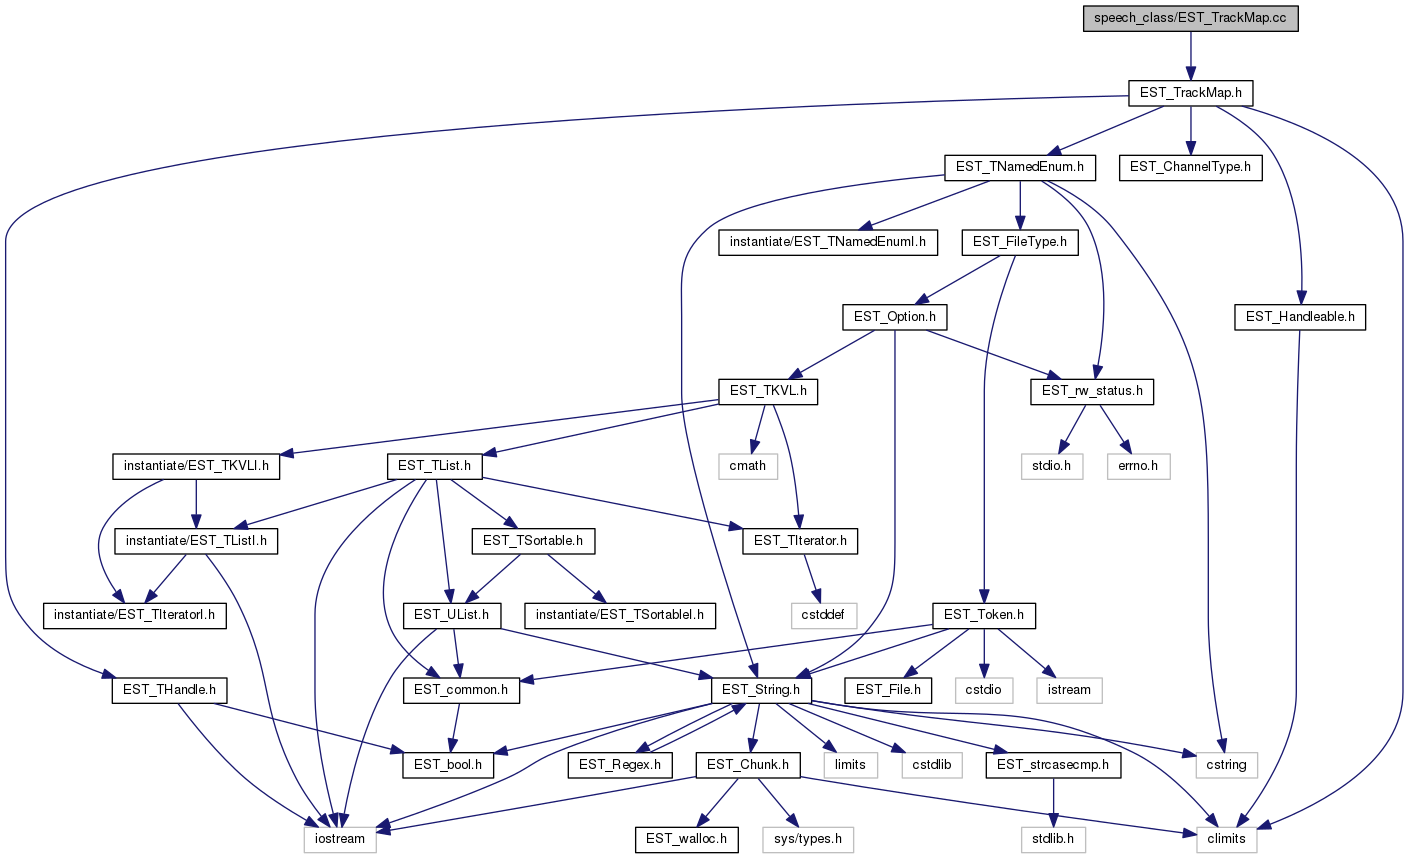 speech_class/EST_TrackMap.cc
EST_TrackMap.h
EST_TNamedEnum.h
EST_ChannelType.h
instantiate/EST_TNamedEnumI.h
EST_FileType.h
EST_Option.h
EST_Handleable.h
EST_TKVL.h
EST_rw_status.h
instantiate/EST_TKVLI.h
EST_TList.h
cmath
stdio.h
errno.h
instantiate/EST_TListI.h
EST_TSortable.h
EST_TIterator.h
instantiate/EST_TIteratorI.h
EST_UList.h
instantiate/EST_TSortableI.h
cstddef
EST_Token.h
EST_THandle.h
EST_common.h
EST_String.h
EST_File.h
cstdio
istream
EST_bool.h
EST_Regex.h
EST_Chunk.h
limits
cstdlib
EST_strcasecmp.h
cstring
iostream
EST_walloc.h
sys/types.h
stdlib.h
climits